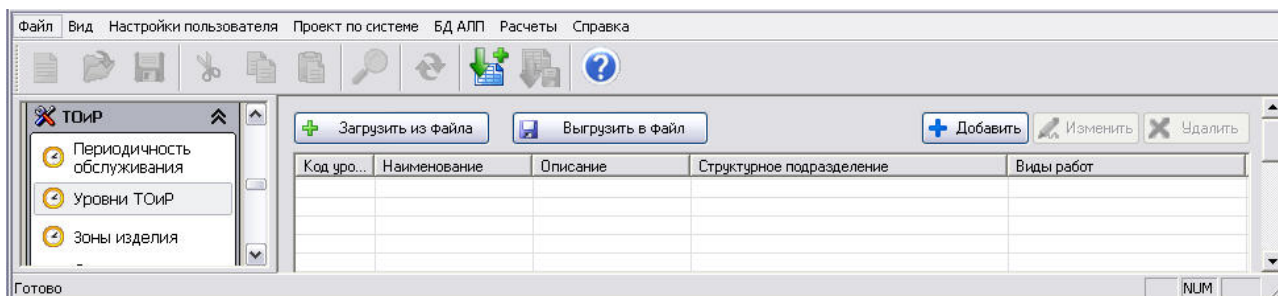 Файл Вид Настройки пользователя Проект по системе БД АЛП Расчеты Справка
ТОиР
Периодичность
обслуживания
Уровни ТОиР
Зоны изделия
Загрузить из файла Выгрузить в файл Добавить Изменить Удалить
Код уро... Наименование Описание Структурное подразделение Виды работ
Готово NUM